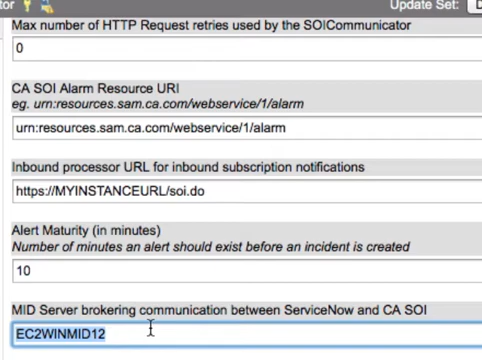 tor
Update Set:
Max number of HTTP Request retries used by the SOICommunicator
0
CA SOI Alarm Resource URI
eg. urn:resources.sam.ca.com/webservice/1/alarm
urn:resources.sam.ca.com/webservice/1/alarm
Inbound processor URL for inbound subscription notifications
https://MYINSTANCEURL/soi.do
Alert Maturity (in minutes)
Number of minutes an alert should exist before an incident is created
10
MID Server brokering communication between ServiceNow and CA SOI
EC2WINMID12